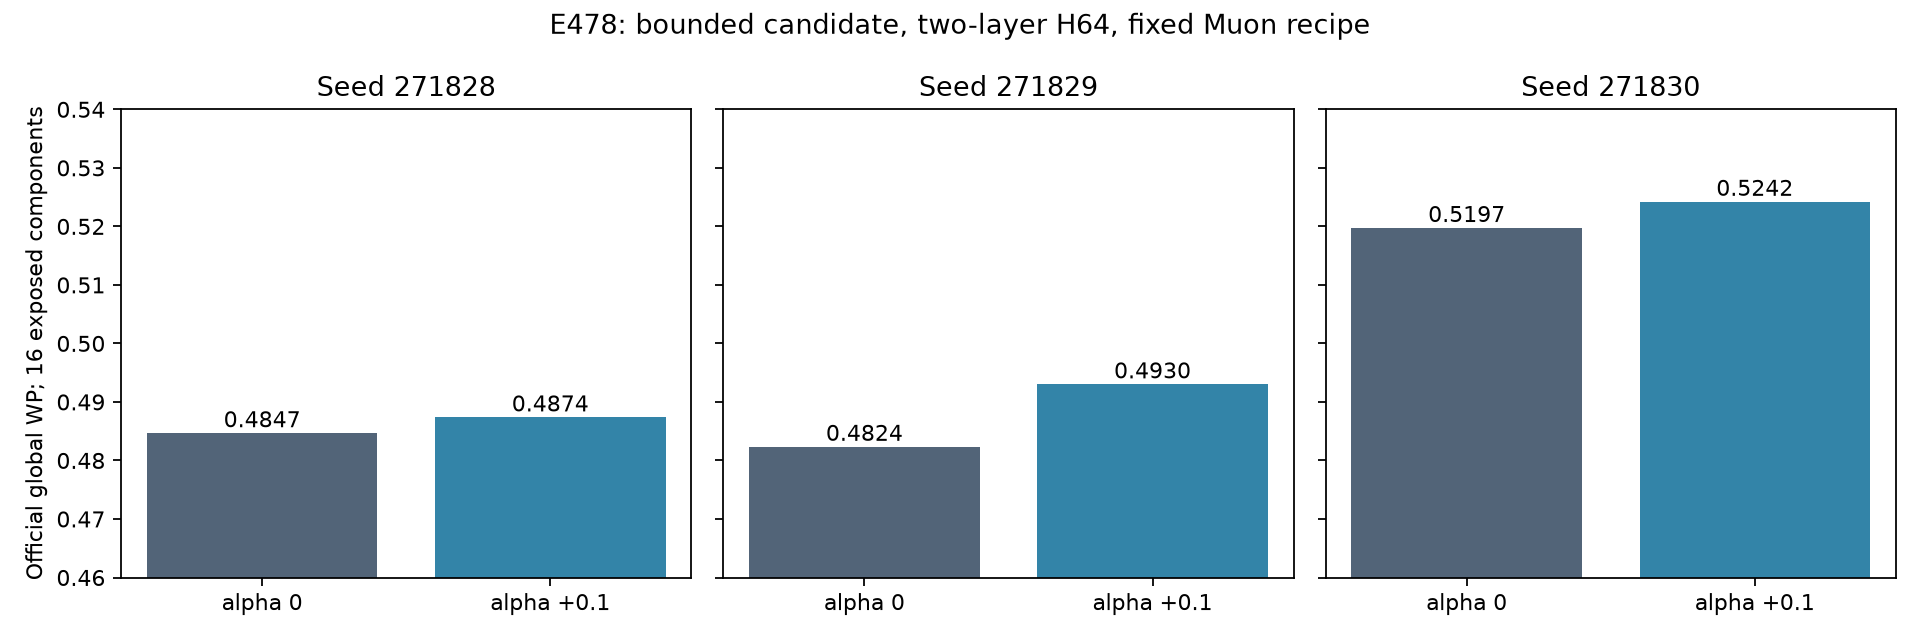 E478: bounded candidate, two-layer H64, fixed Muon recipe
Official global WP; 16 exposed components
Seed 271828
0.54
0.53
0.52
0.51
0.50
0.49
0.48
0.47
0.46
0.4847
0.4874
alpha 0
alpha +0.1
Seed 271829
0.4824
0.4930
alpha 0
alpha +0.1
Seed 271830
0.5197
0.5242
alpha 0
alpha +0.1